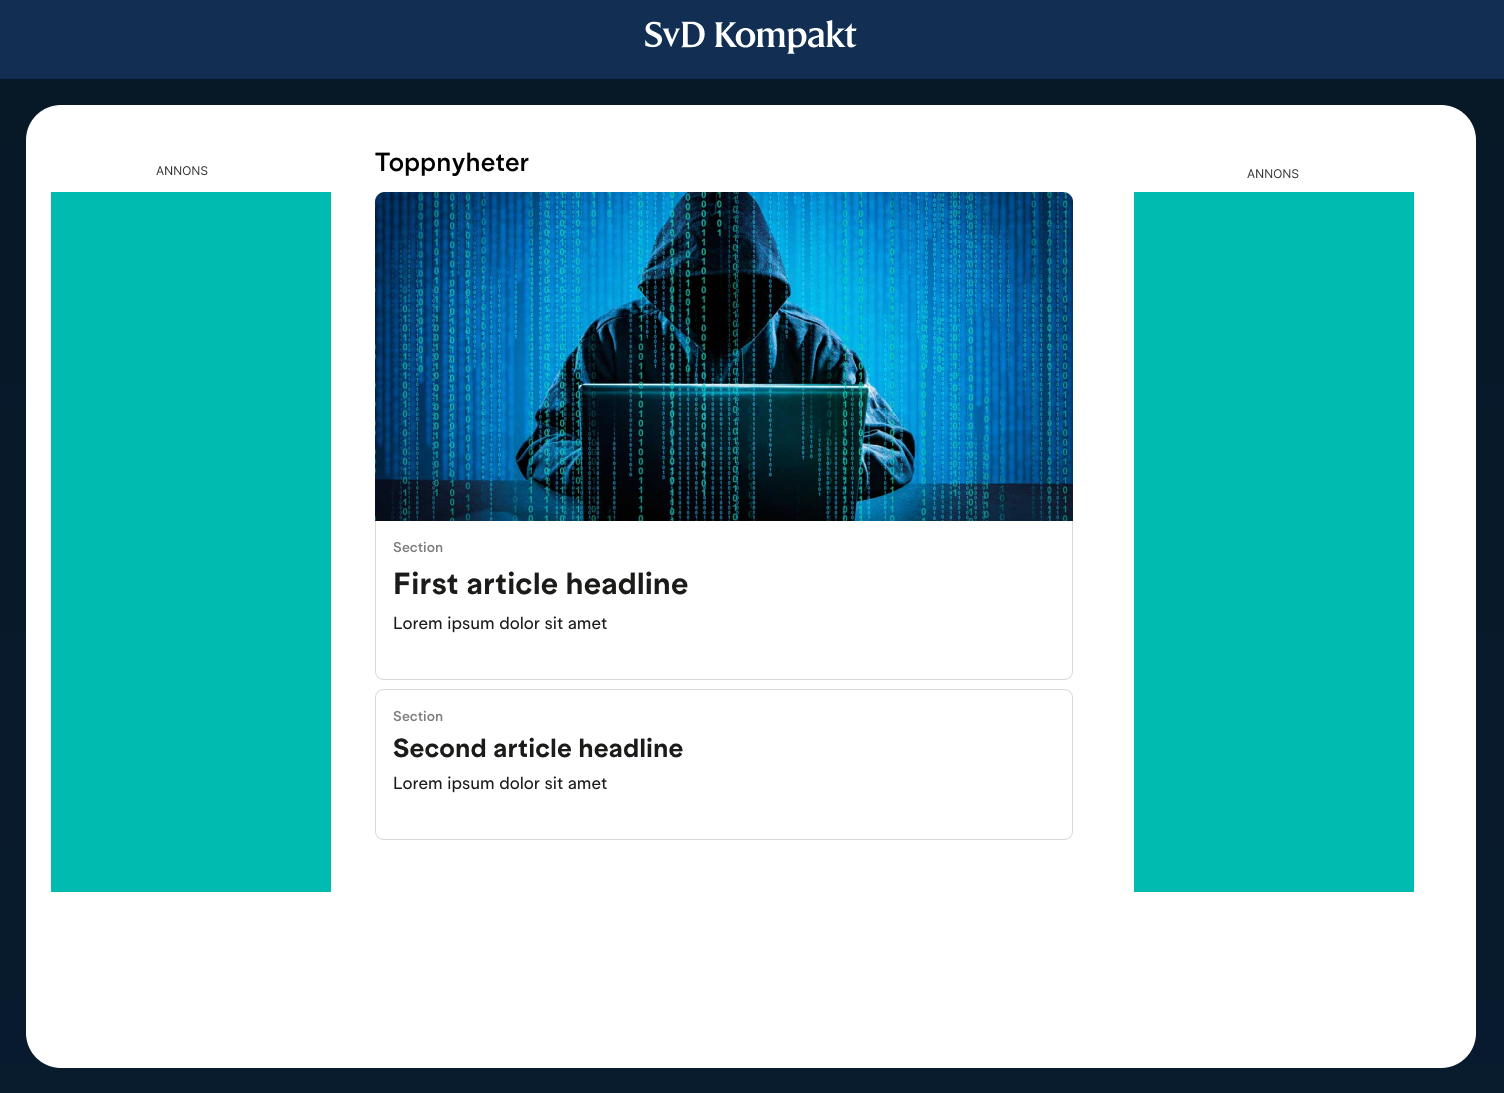 SvD Kompakt
ANNONS
Toppnyheter
ANNONS
Section
First article headline
Lorem ipsum dolor sit amet
Section
Second article headline
Lorem ipsum dolor sit amet